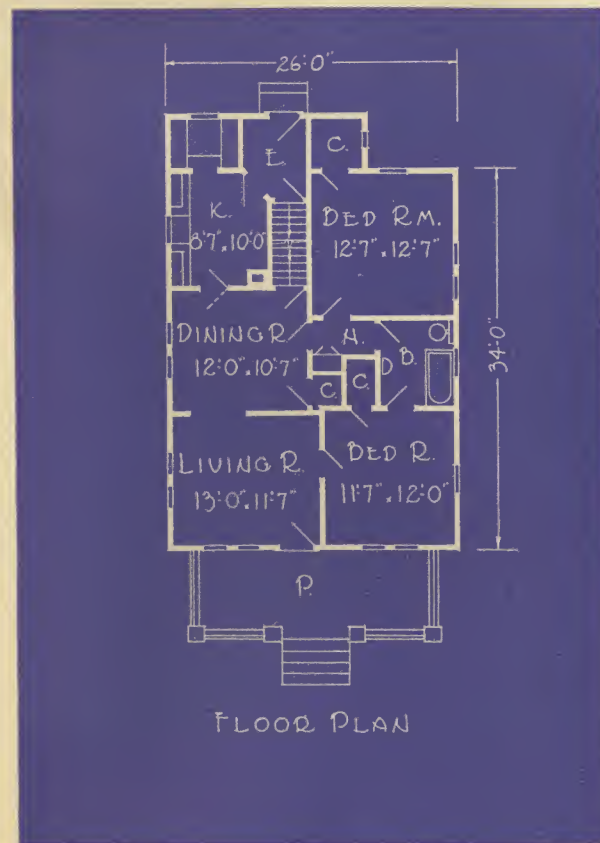 26'-0"
E.
C.
K.
8'7" x 10'0"
BED RM.
12'-7" x 12'-7"
34'-0"
DINING R.
12'-0" x 10'-7"
H.
B.
C.
C.
LIVING R.
13'-0" x 11'-7"
BED R.
11'-7" x 12'-0"
P.
FLOOR PLAN